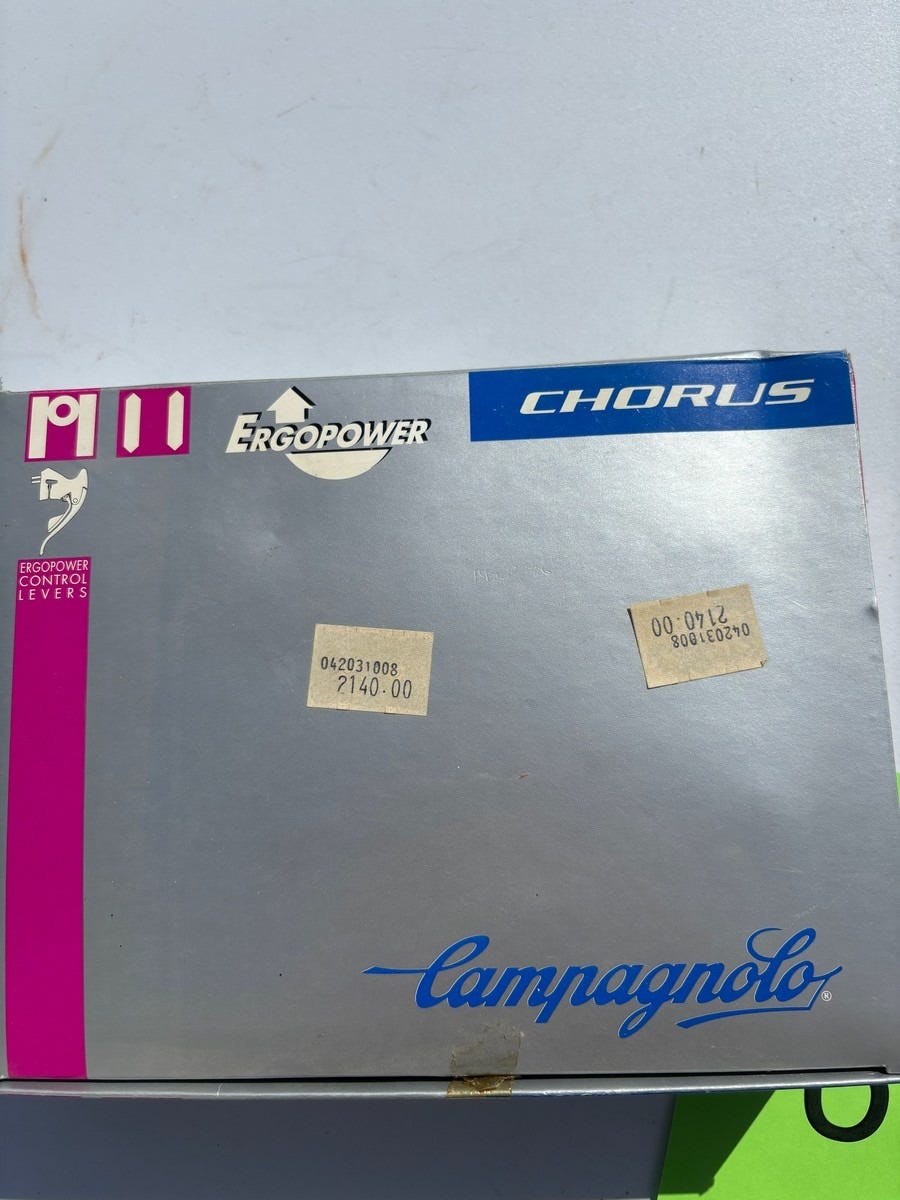 ERGOPOWER
CHORUS
ERGOPOWER
CONTROL
LEVERS
042031008
2140.00
042031008
2140.00
Campagnolo®